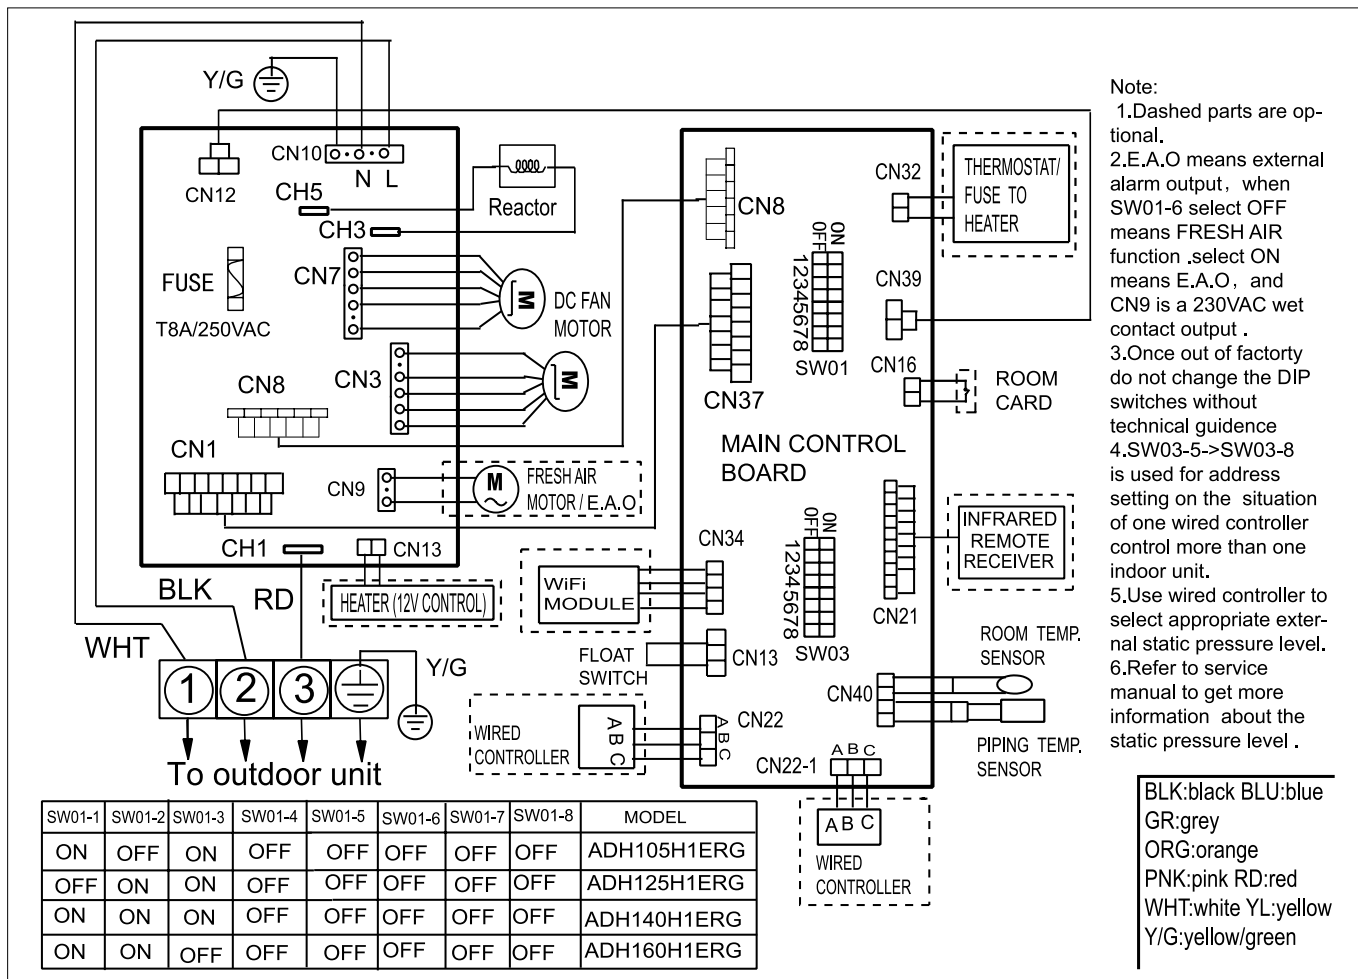 Y/G
CN10
N L
CN12
CH5
CH3
Reactor
CN7
FUSE
T8A/250VAC
M
DC FAN
MOTOR
CN3
M
CN8
CN1
CN9
M
FRESH AIR
MOTOR / E.A.O
CH1
CN13
HEATER (12V CONTROL)
BLK
RD
WHT
1 2 3
Y/G
To outdoor unit
CN8
CN37
ON
OFF
12345678
SW01
CN32
THERMOSTAT/
FUSE TO
HEATER
CN39
CN16
ROOM
CARD
MAIN CONTROL
BOARD
CN34
WiFi
MODULE
ON
OFF
12345678
SW03
CN21
INFRARED
REMOTE
RECEIVER
FLOAT
SWITCH
CN13
CN40
ROOM TEMP.
SENSOR
PIPING TEMP.
SENSOR
WIRED
CONTROLLER
A B C
CN22
A B C
CN22-1
A B C
A B C
WIRED
CONTROLLER
Note:
1.Dashed parts are op-
tional.
2.E.A.O means external
alarm output, when
SW01-6 select OFF
means FRESH AIR
function .select ON
means E.A.O, and
CN9 is a 230VAC wet
contact output .
3.Once out of factorty
do not change the DIP
switches without
technical guidence
4.SW03-5->SW03-8
is used for address
setting on the situation
of one wired controller
control more than one
indoor unit.
5.Use wired controller to
select appropriate exter-
nal static pressure level.
6.Refer to service
manual to get more
information about the
static pressure level .
SW01-1 SW01-2 SW01-3 SW01-4 SW01-5 SW01-6 SW01-7 SW01-8 MODEL
ON OFF ON OFF OFF OFF OFF OFF ADH105H1ERG
OFF ON ON OFF OFF OFF OFF OFF ADH125H1ERG
ON ON ON OFF OFF OFF OFF OFF ADH140H1ERG
ON ON OFF OFF OFF OFF OFF OFF ADH160H1ERG
BLK:black BLU:blue
GR:grey
ORG:orange
PNK:pink RD:red
WHT:white YL:yellow
Y/G:yellow/green